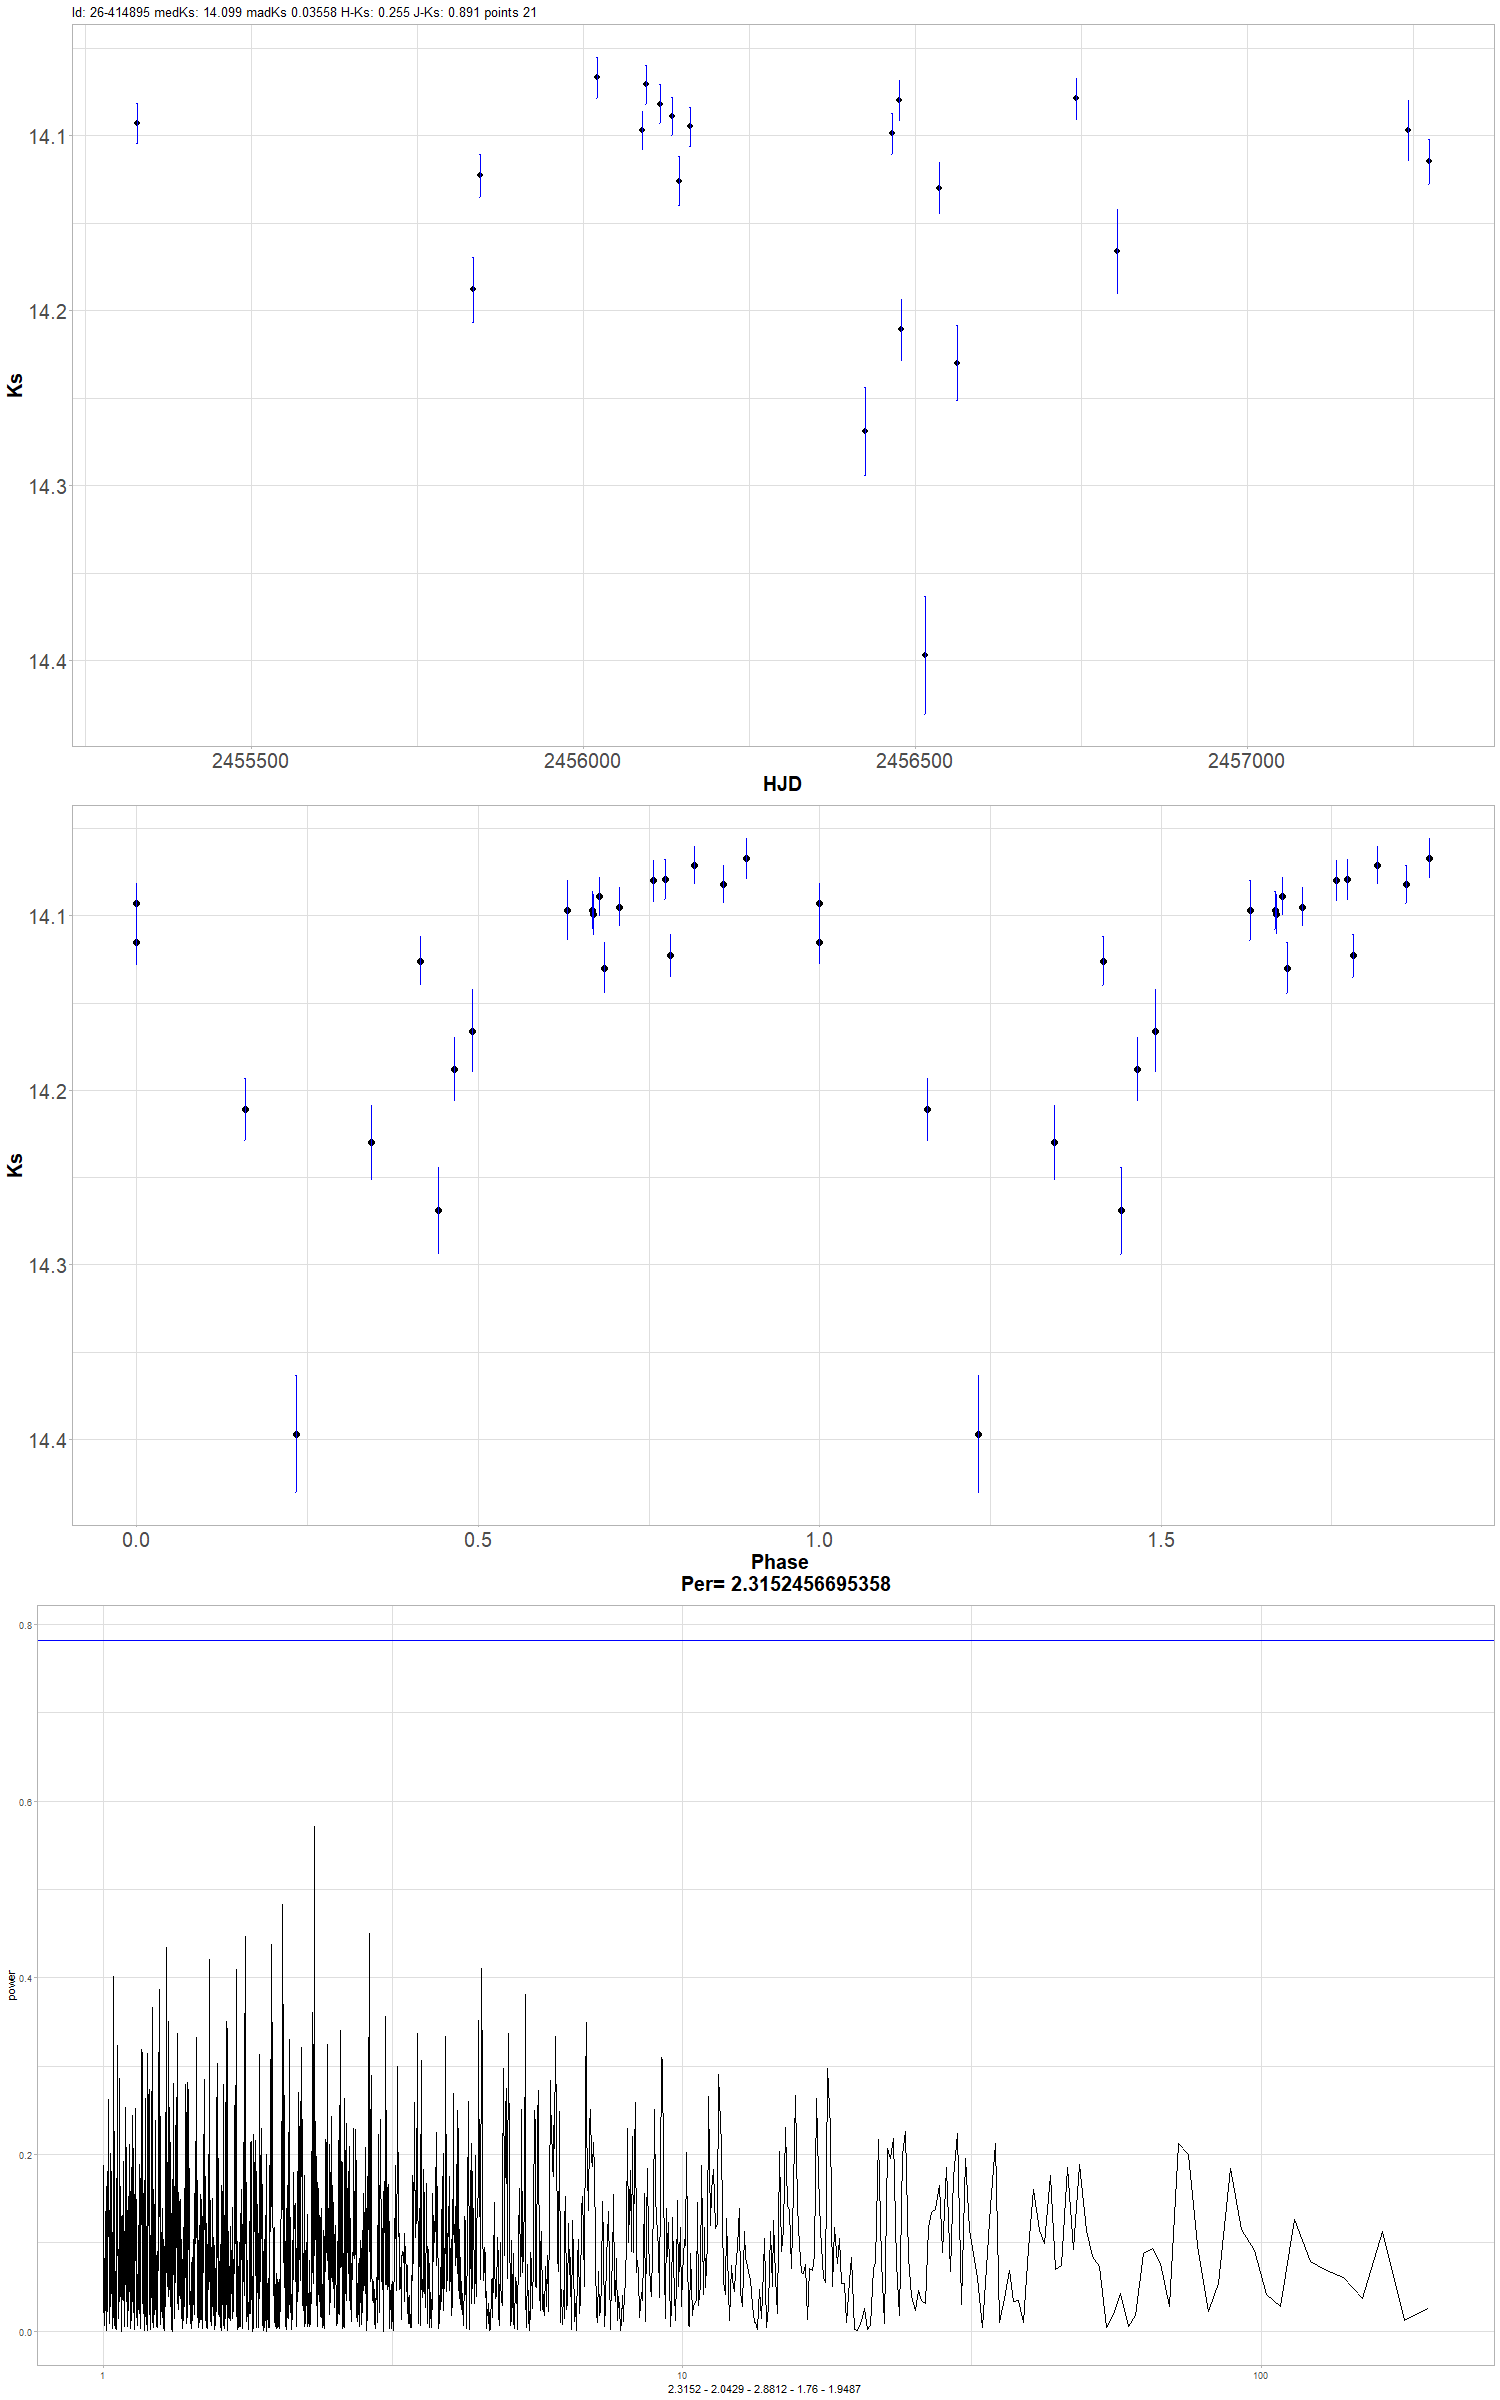 Id: 26-414895 medKs: 14.099 madKs 0.03558 H-Ks: 0.255 J-Ks: 0.891 points 21
14.1
14.2
14.3
14.4
Ks
2455500 2456000 2456500 2457000
HJD
14.1
14.2
14.3
14.4
Ks
0.0 0.5 1.0 1.5
Phase
Per= 2.3152456695358
0.8
0.6
0.4
0.2
0.0
power
1 10 100
2.3152 - 2.0429 - 2.8812 - 1.76 - 1.9487